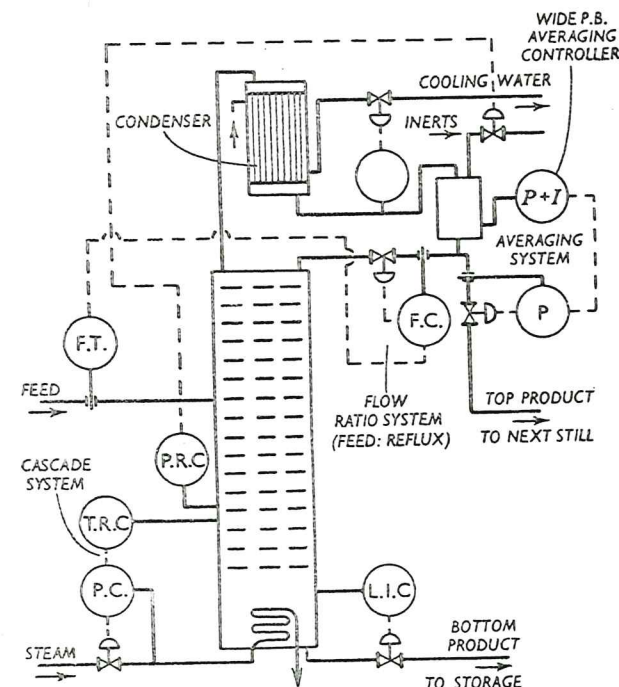 WIDE P.B.
AVERAGING
CONTROLLER
COOLING WATER
CONDENSER
INERTS
P+I
AVERAGING
SYSTEM
F.T.
F.C.
P
FEED
FLOW
RATIO SYSTEM
(FEED: REFLUX)
TOP PRODUCT
TO NEXT STILL
P.R.C
CASCADE
SYSTEM
T.R.C
P.C.
L.I.C
STEAM
BOTTOM
PRODUCT
TO STORAGE